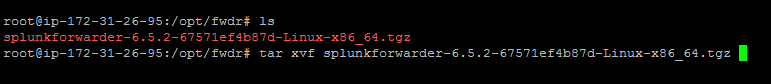 root@ip-172-31-26-95:/opt/fwdr# ls
splunkforwarder-6.5.2-67571ef4b87d-Linux-x86_64.tgz
root@ip-172-31-26-95:/opt/fwdr# tar xvf splunkforwarder-6.5.2-67571ef4b87d-Linux-x86_64.tgz